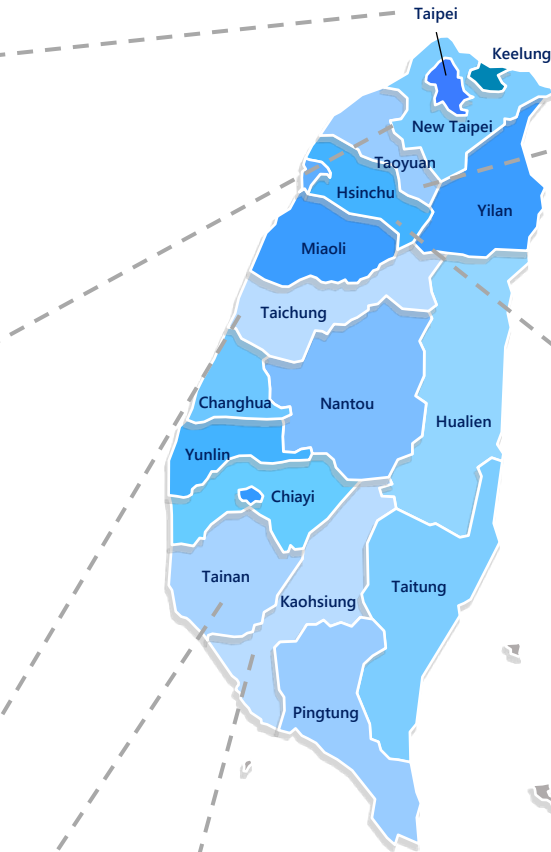 Taipei
Keelung
New Taipei
Taoyuan
Hsinchu
Yilan
Miaoli
Taichung
Changhua
Nantou
Hualien
Yunlin
Chiayi
Tainan
Kaohsiung
Taitung
Pingtung